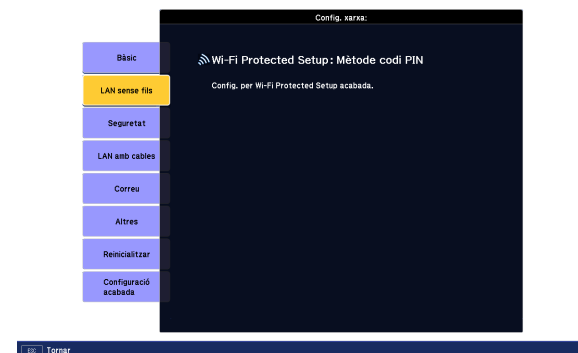 Config. xarxa:
Bàsic
LAN sense fils
Seguretat
LAN amb cables
Correu
Altres
Reinicialitzar
Configuració
acabada
Wi-Fi Protected Setup: Mètode codi PIN
Config. per Wi-Fi Protected Setup acabada.
ESC Tornar